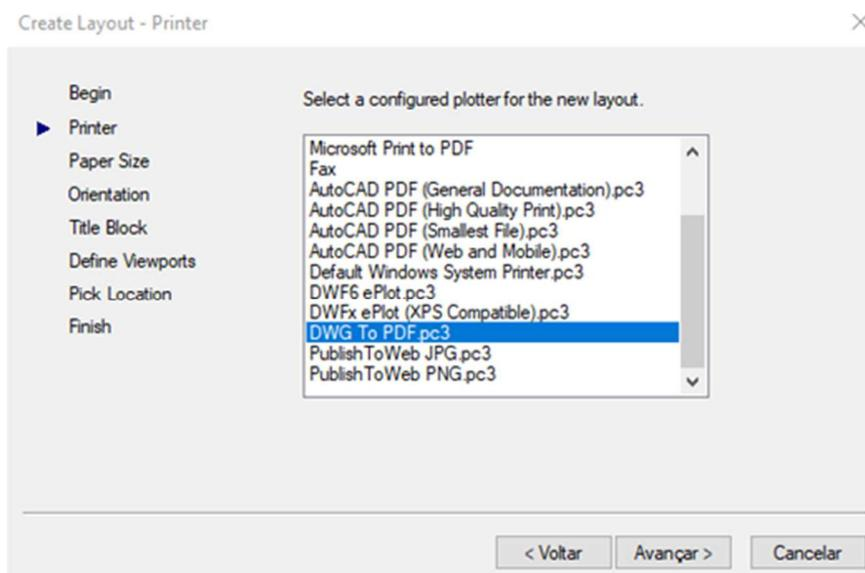 Create Layout - Printer
Begin
Printer
Paper Size
Orientation
Title Block
Define Viewports
Pick Location
Finish
Select a configured plotter for the new layout.
Microsoft Print to PDF
Fax
AutoCAD PDF (General Documentation).pc3
AutoCAD PDF (High Quality Print).pc3
AutoCAD PDF (Smallest File).pc3
AutoCAD PDF (Web and Mobile).pc3
Default Windows System Printer.pc3
DWF6 ePlot.pc3
DWFx ePlot (XPS Compatible).pc3
DWG To PDF.pc3
PublishToWeb JPG.pc3
PublishToWeb PNG.pc3
< Voltar
Avançar >
Cancelar